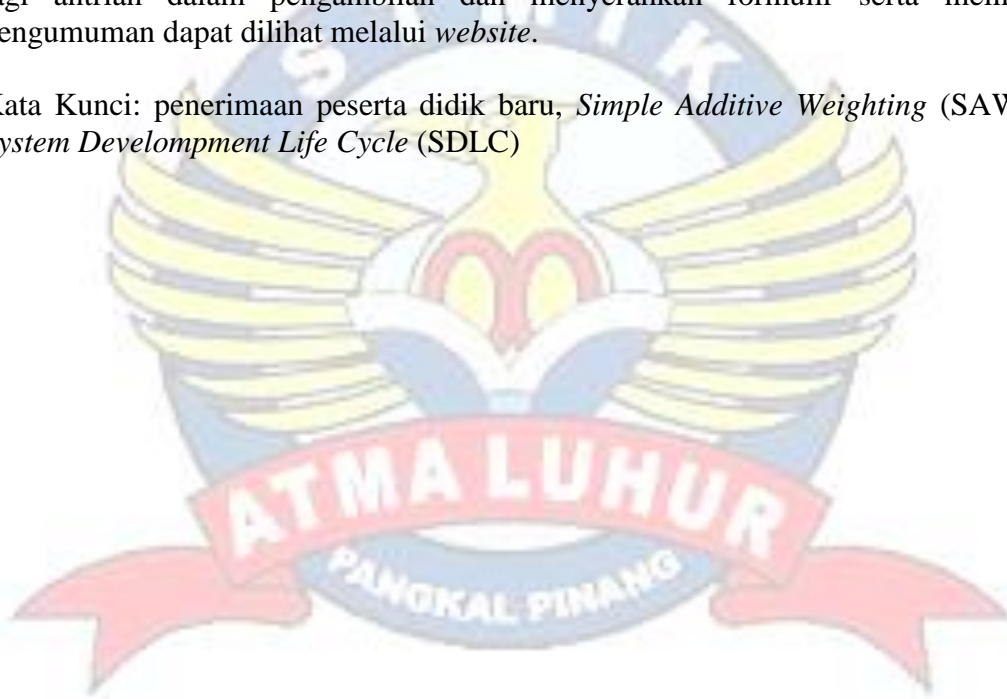 antrian dalam pengambilan dan menyerahkan formulir serta
pengumuman dapat dilihat melalui website.
Kata Kunci: penerimaan peserta didik baru, Simple Additive Weighting (SAW
System Develompment Life Cycle (SDLC)
STMIK
ATMA LUHUR
PANGKAL PINANG